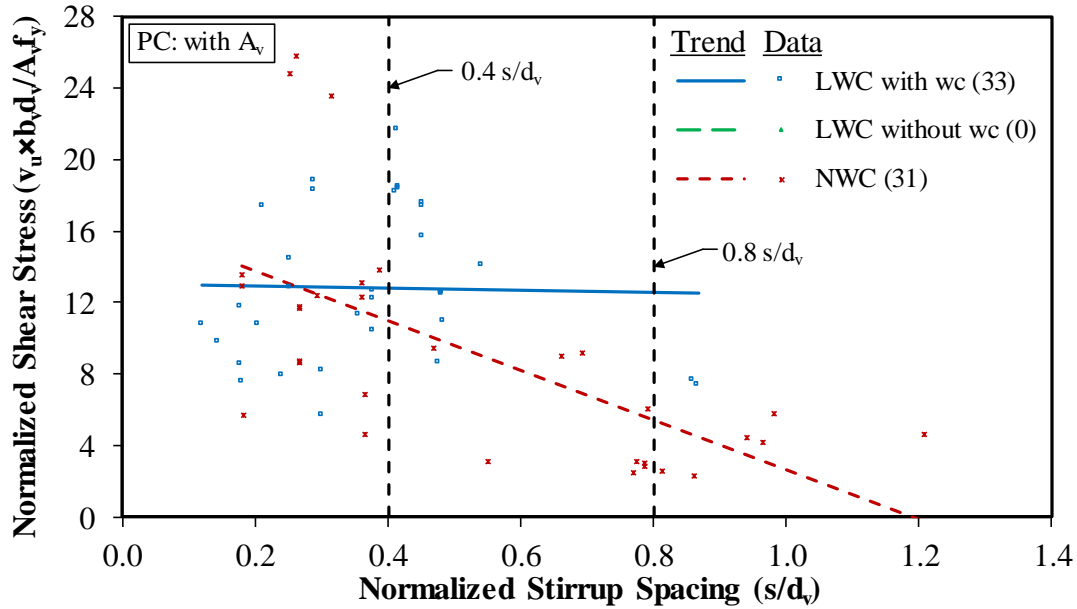 Normalized Shear Stress (vᵤ×bᵥdᵥ/Aᵥfᵧ)
28
24
20
16
12
8
4
0
PC: with Aᵥ
0.4 s/dᵥ
0.8 s/dᵥ
Trend Data
LWC with wc (33)
LWC without wc (0)
NWC (31)
0.0 0.2 0.4 0.6 0.8 1.0 1.2 1.4
Normalized Stirrup Spacing (s/dᵥ)